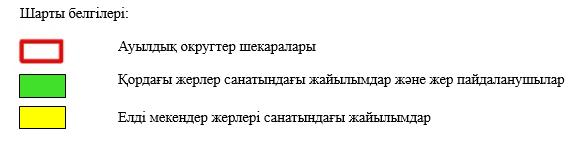 Шарты белгілері:
Ауылдық округтер шекаралары
Қордағы жерлер санатындағы жайылымдар және жер пайдаланушылар
Елді мекендер жерлері санатындағы жайылымдар